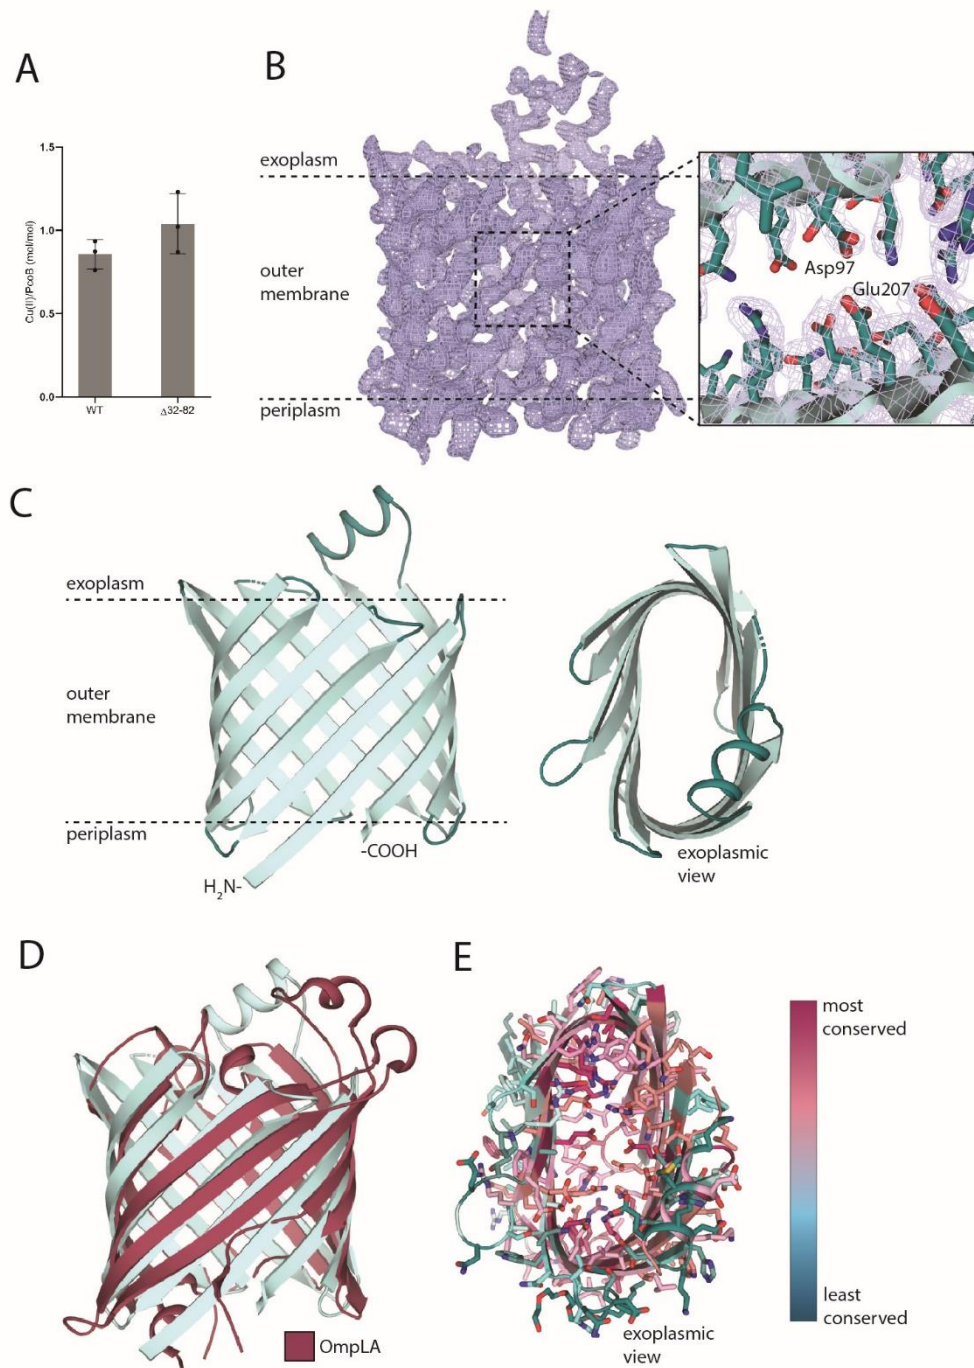 A
1.5
1.0
0.5
0.0
Cu(II)/PcoB (mol/mol)
WT
Δ32-82
B
exoplasm
outer
membrane
periplasm
Asp97
Glu207
C
exoplasm
outer
membrane
periplasm
-COOH
H₂N-
exoplasmic
view
D
OmpLA
E
exoplasmic
view
most
conserved
least
conserved